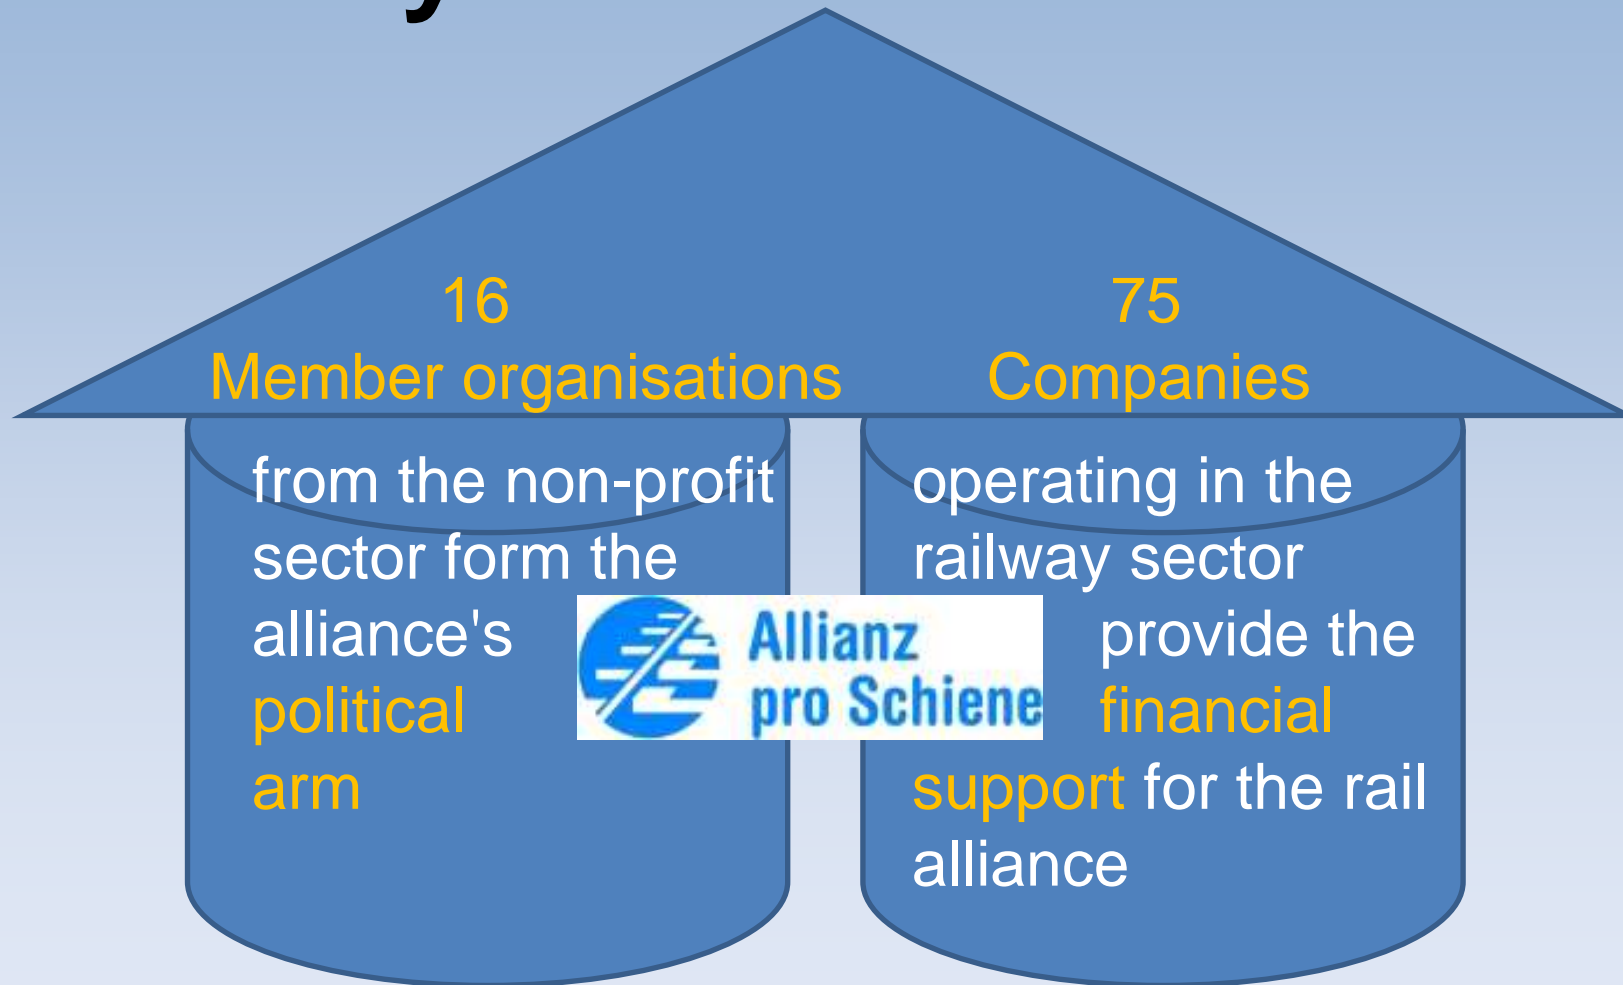 16
Member organisations
from the non-profit
sector form the
alliance's
political
arm
75
Companies
operating in the
railway sector
provide the
financial
support for the rail
alliance
Allianz
pro Schiene